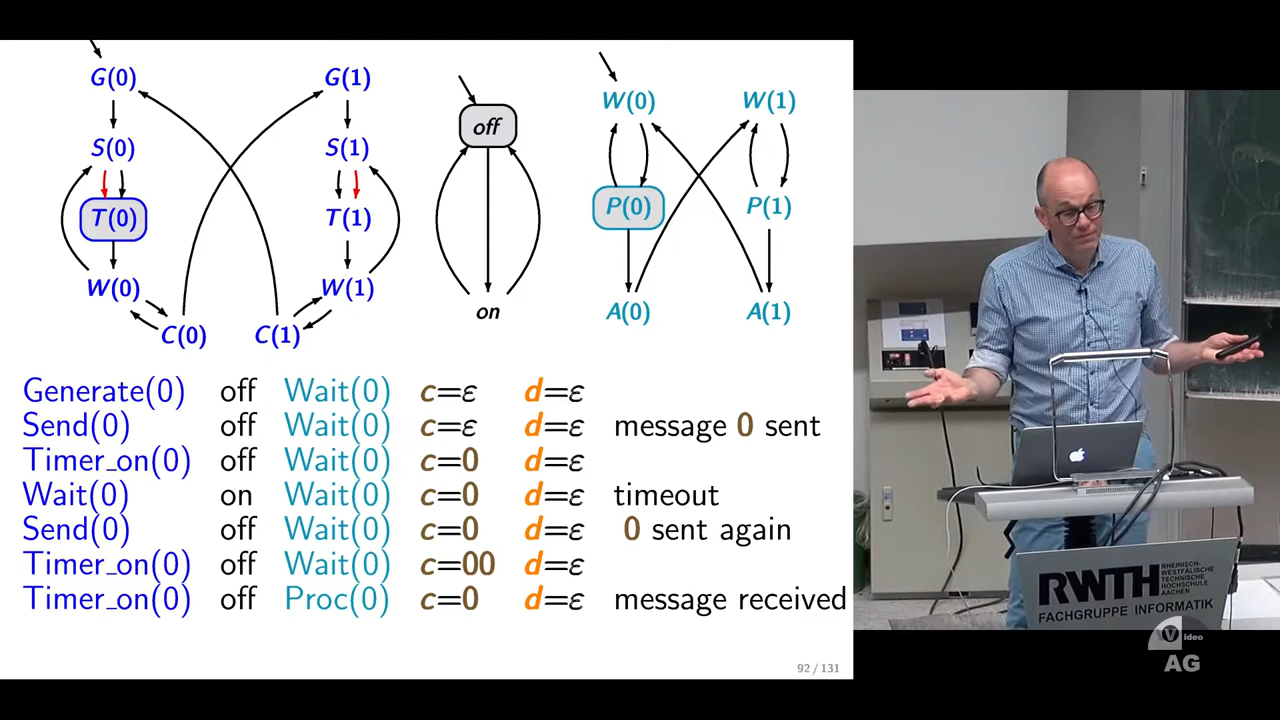 G(0) G(1)
W(0) W(1)
off
S(0) S(1)
T(0) T(1)
P(0) P(1)
W(0) W(1)
on
A(0) A(1)
C(0) C(1)
Generate(0) off Wait(0) c=ε d=ε
Send(0) off Wait(0) c=ε d=ε message 0 sent
Timer_on(0) off Wait(0) c=0 d=ε
Wait(0) on Wait(0) c=0 d=ε timeout
Send(0) off Wait(0) c=0 d=ε 0 sent again
Timer_on(0) off Wait(0) c=00 d=ε
Timer_on(0) off Proc(0) c=0 d=ε message received
92 / 131
RWTH
RHEINISCH-
WESTFÄLISCHE
TECHNISCHE
HOCHSCHULE
AACHEN
FACHGRUPPE INFORMATIK
Video
AG